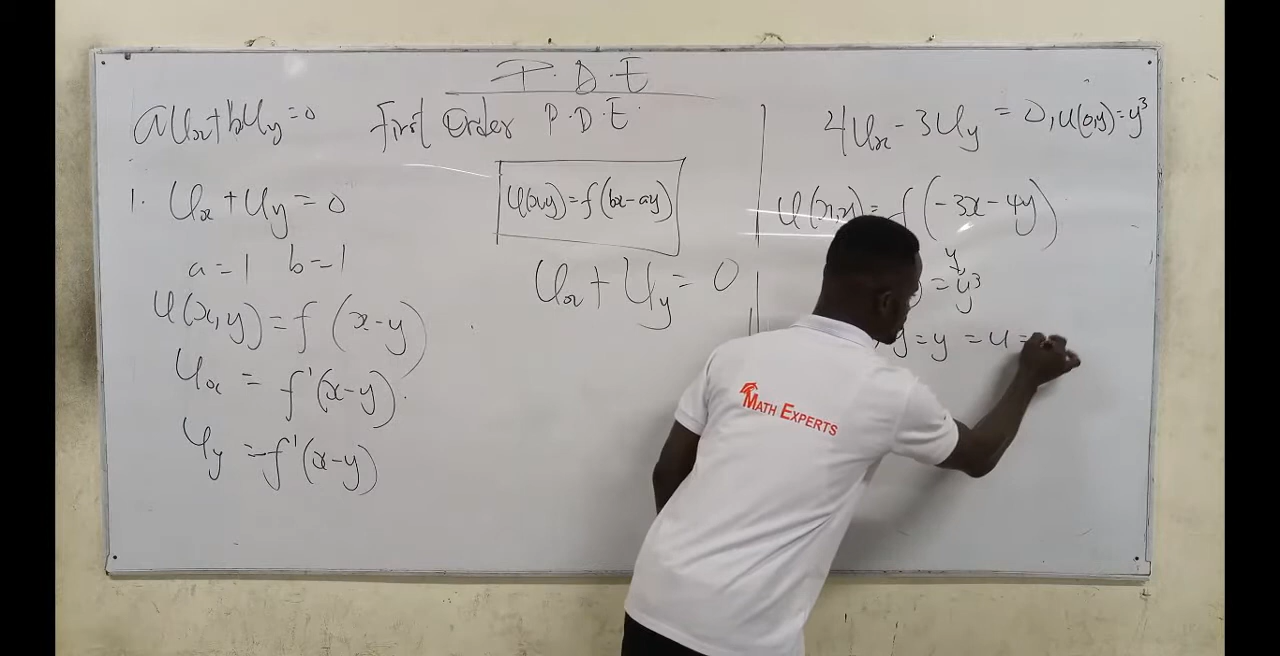 P.D.E
aUx+bUy=0 First Order P.D.E
1. Ux+Uy=0
a=1 b=1
U(x,y)=f(x-y)
Ux = f'(x-y)
Uy =-f'(x-y)
U(x,y)=f(bx-ay)
Ux+Uy=0
4Ux-3Uy = 0, u(0,y)=y³
f(-3x-4y)
=y³
y=y =u=
MATH EXPERTS